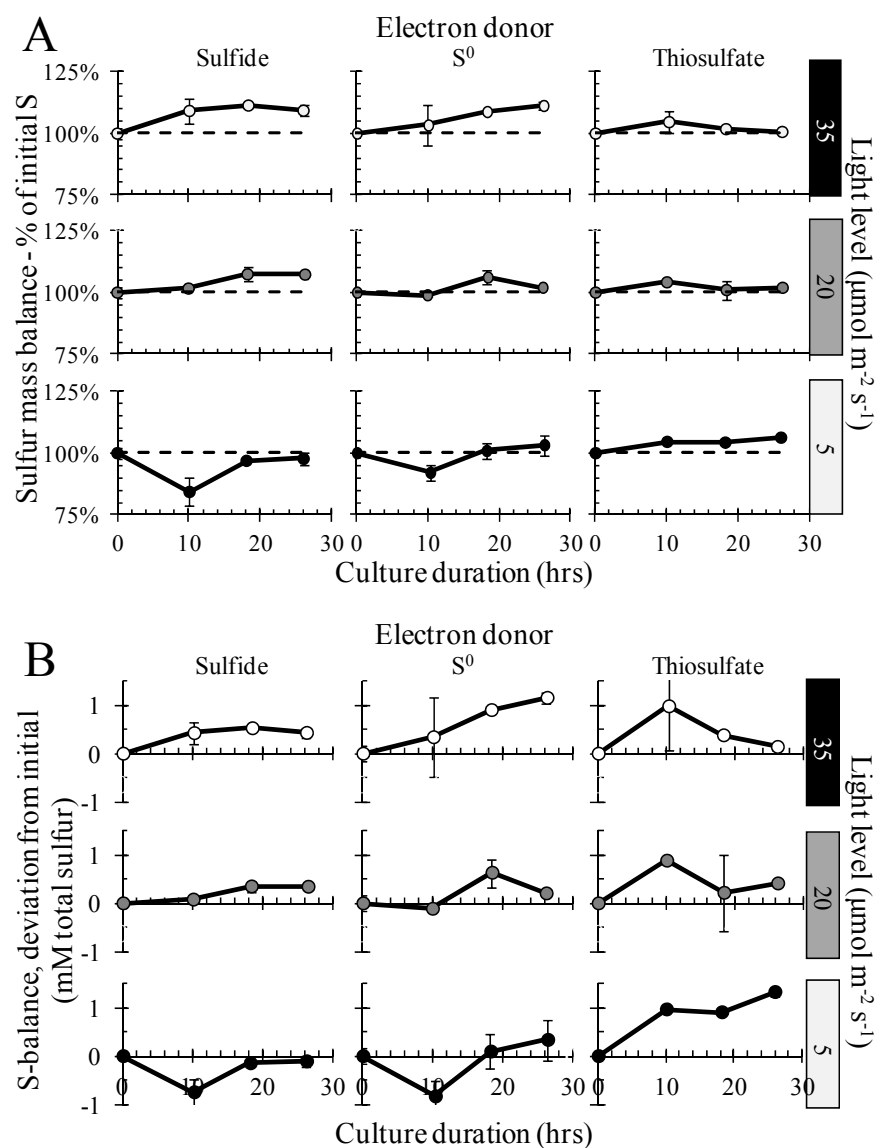 A
Electron donor
Sulfide S⁰ Thiosulfate
Sulfur mass balance - % of initial S
125%
100%
75%
125%
100%
75%
125%
100%
75%
0 10 20 30 0 10 20 30 0 10 20 30
Culture duration (hrs)
35
20
5
Light level (µmol m⁻² s⁻¹)
B
Electron donor
Sulfide S⁰ Thiosulfate
S-balance, deviation from initial
(mM total sulfur)
1
0
-1
1
0
-1
1
0
-1
0 10 20 30 0 10 20 30 0 10 20 30
Culture duration (hrs)
35
20
5
Light level (µmol m⁻² s⁻¹)